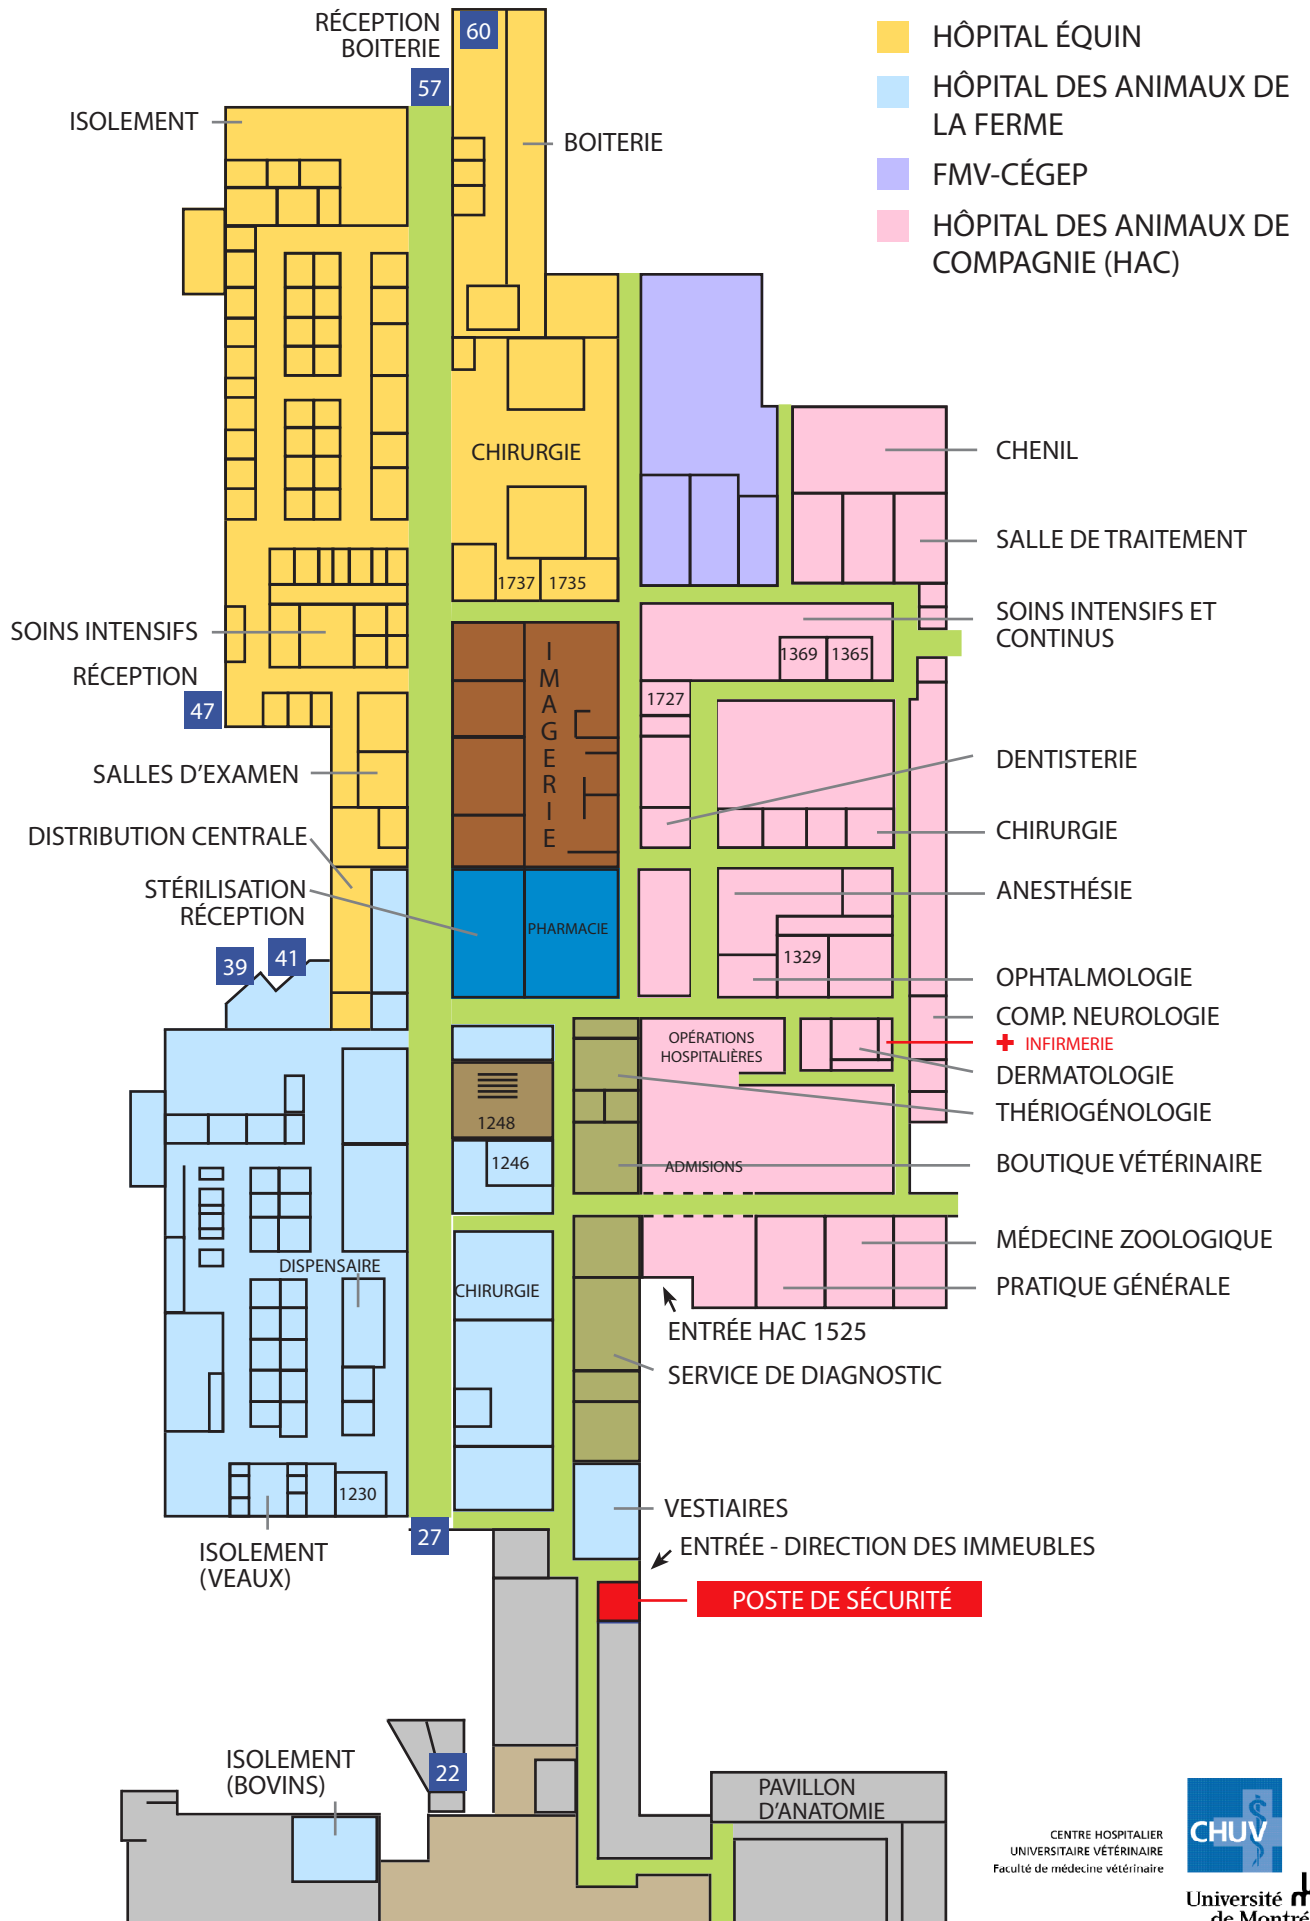 RÉCEPTION
BOITERIE
60
57
HÔPITAL ÉQUIN
HÔPITAL DES ANIMAUX DE
LA FERME
FMV-CÉGEP
HÔPITAL DES ANIMAUX DE
COMPAGNIE (HAC)
ISOLEMENT
BOITERIE
CHIRURGIE
CHENIL
SALLE DE TRAITEMENT
1737
1735
SOINS INTENSIFS
SOINS INTENSIFS ET
CONTINUS
1369
1365
RÉCEPTION
47
IMAGERIE
1727
SALLES D'EXAMEN
DENTISTERIE
DISTRIBUTION CENTRALE
CHIRURGIE
STÉRILISATION
RÉCEPTION
ANESTHÉSIE
PHARMACIE
39
41
1329
OPHTALMOLOGIE
COMP. NEUROLOGIE
INFIRMERIE
OPÉRATIONS
HOSPITALIÈRES
DERMATOLOGIE
THÉRIOGÉNOLOGIE
1248
1246
ADMISIONS
BOUTIQUE VÉTÉRINAIRE
MÉDECINE ZOOLOGIQUE
DISPENSAIRE
CHIRURGIE
PRATIQUE GÉNÉRALE
ENTRÉE HAC 1525
SERVICE DE DIAGNOSTIC
1230
VESTIAIRES
27
ENTRÉE - DIRECTION DES IMMEUBLES
ISOLEMENT
(VEAUX)
POSTE DE SÉCURITÉ
ISOLEMENT
(BOVINS)
22
PAVILLON
D'ANATOMIE
CENTRE HOSPITALIER
UNIVERSITAIRE VÉTÉRINAIRE
Faculté de médecine vétérinaire
CHUV
Université
de Montré